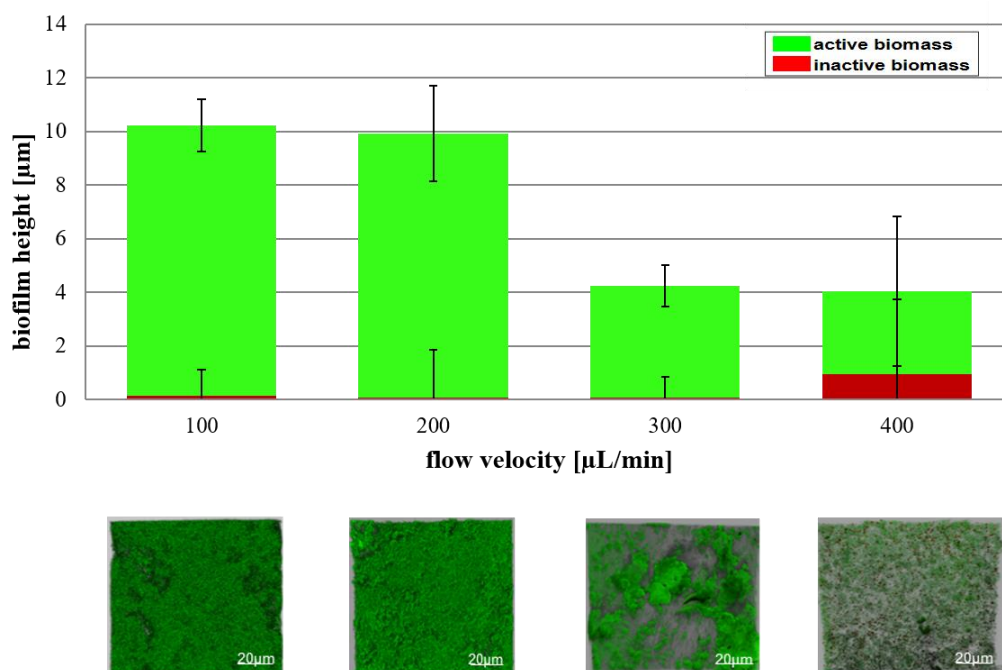 14
active biomass
inactive biomass
12
10
8
6
4
2
0
biofilm height [µm]
100 200 300 400
flow velocity [µL/min]
20µm 20µm 20µm 20µm